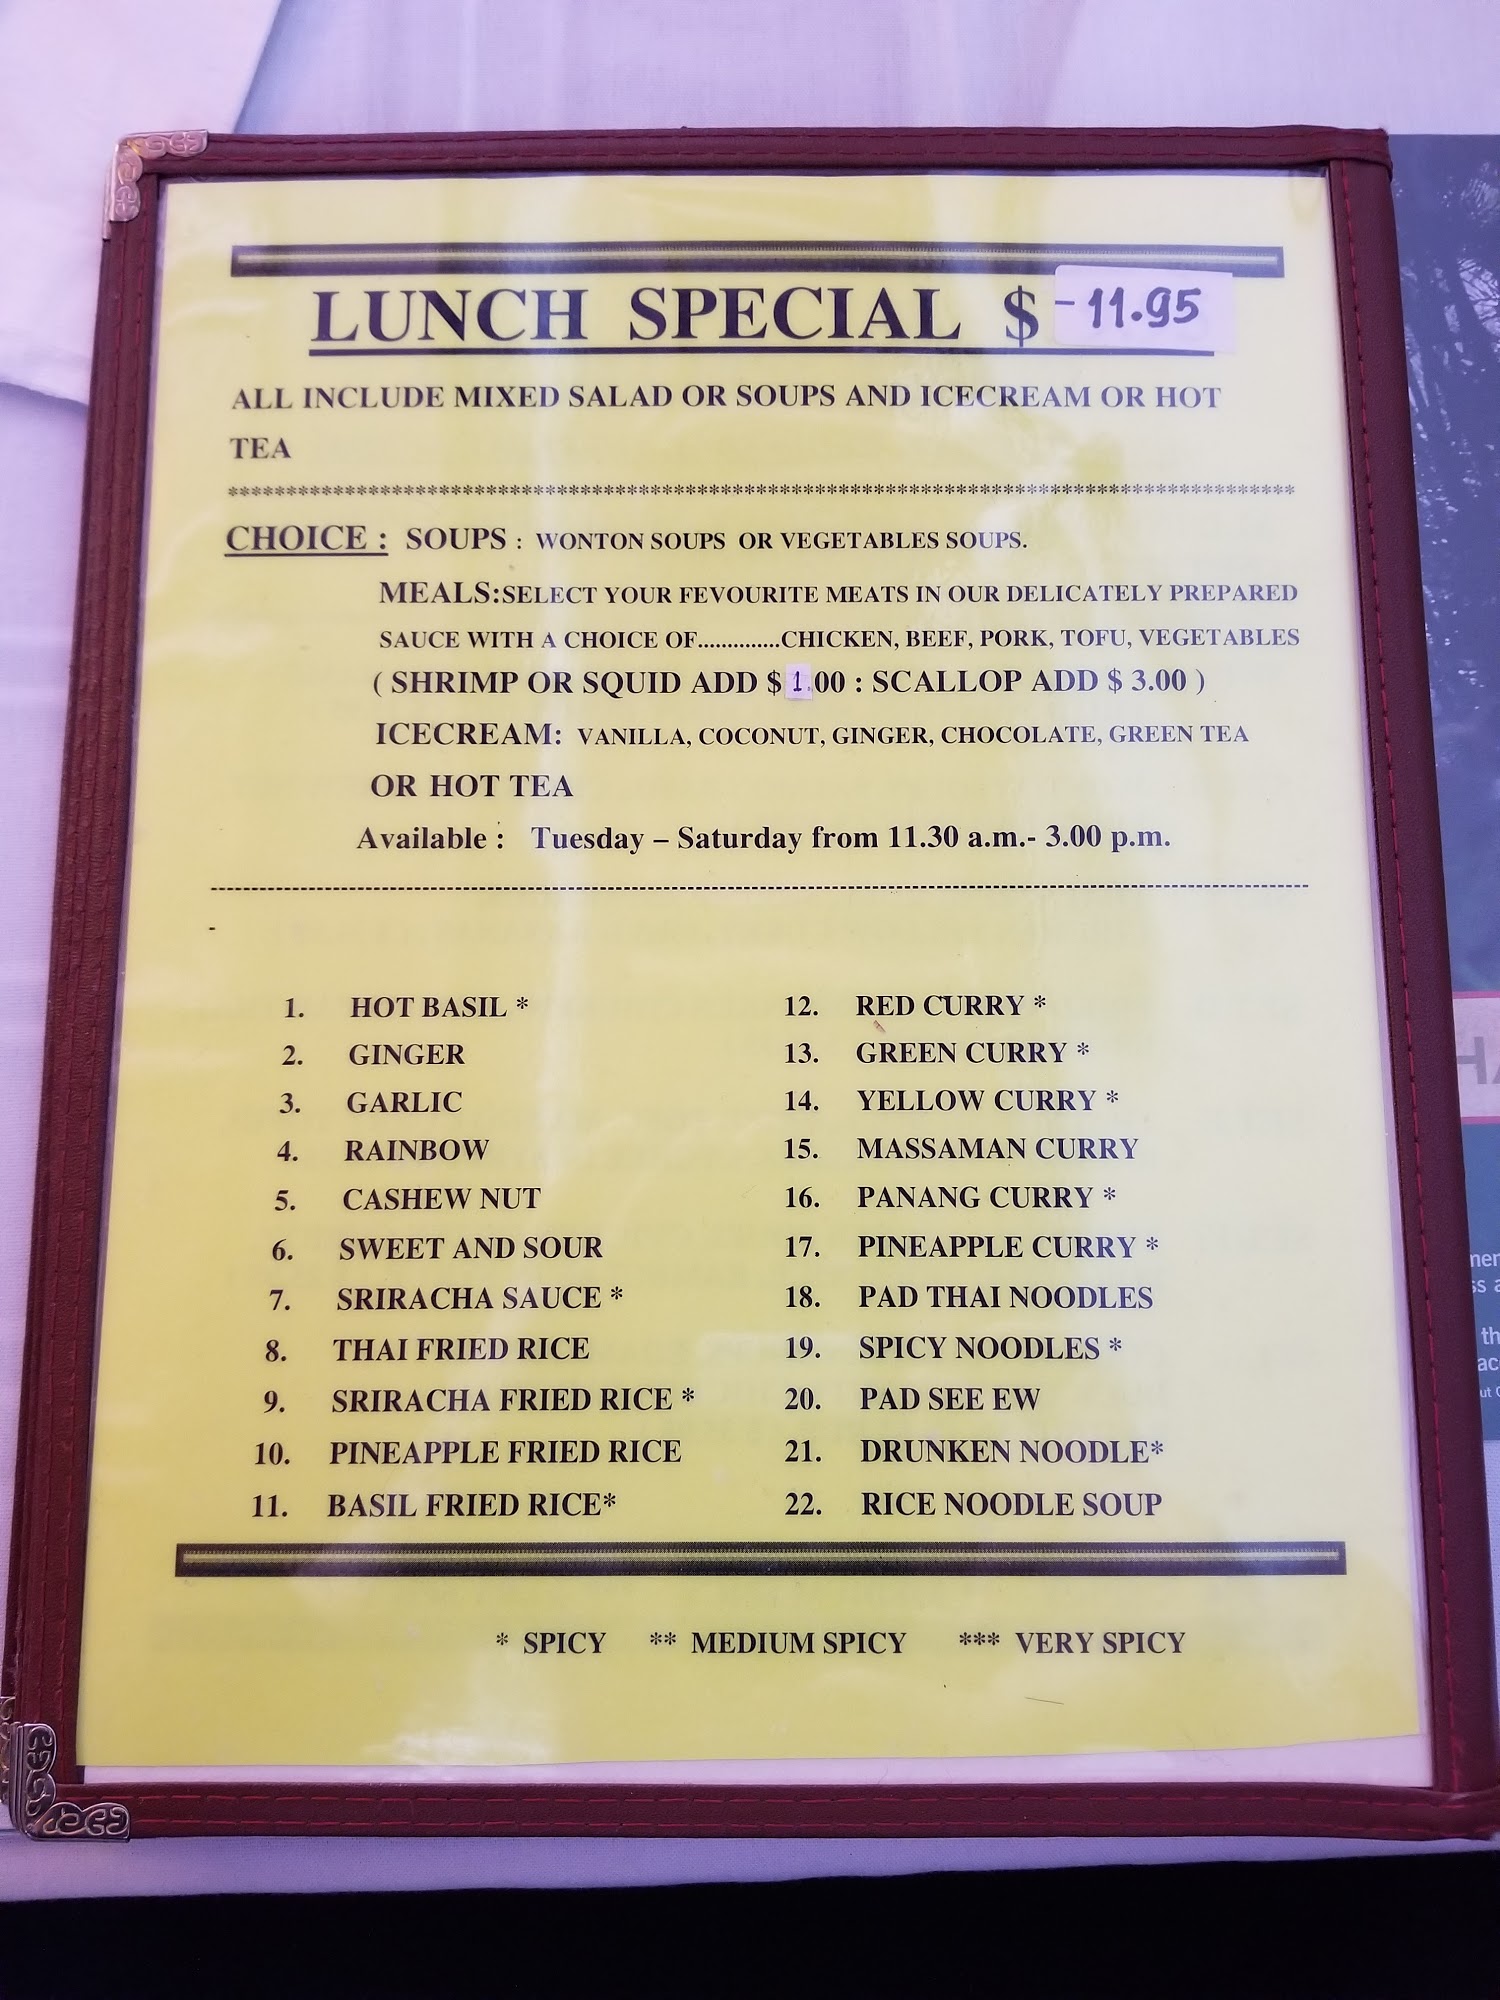 LUNCH SPECIAL $ -11.95
ALL INCLUDE MIXED SALAD OR SOUPS AND ICECREAM OR HOT
TEA
******************************************************************************************
CHOICE : SOUPS : WONTON SOUPS OR VEGETABLES SOUPS.
MEALS:SELECT YOUR FEVOURITE MEATS IN OUR DELICATELY PREPARED
SAUCE WITH A CHOICE OF..............CHICKEN, BEEF, PORK, TOFU, VEGETABLES
( SHRIMP OR SQUID ADD $ 1.00 : SCALLOP ADD $ 3.00 )
ICECREAM: VANILLA, COCONUT, GINGER, CHOCOLATE, GREEN TEA
OR HOT TEA
Available : Tuesday – Saturday from 11.30 a.m.- 3.00 p.m.
1. HOT BASIL *
2. GINGER
3. GARLIC
4. RAINBOW
5. CASHEW NUT
6. SWEET AND SOUR
7. SRIRACHA SAUCE *
8. THAI FRIED RICE
9. SRIRACHA FRIED RICE *
10. PINEAPPLE FRIED RICE
11. BASIL FRIED RICE*
12. RED CURRY *
13. GREEN CURRY *
14. YELLOW CURRY *
15. MASSAMAN CURRY
16. PANANG CURRY *
17. PINEAPPLE CURRY *
18. PAD THAI NOODLES
19. SPICY NOODLES *
20. PAD SEE EW
21. DRUNKEN NOODLE*
22. RICE NOODLE SOUP
* SPICY ** MEDIUM SPICY *** VERY SPICY